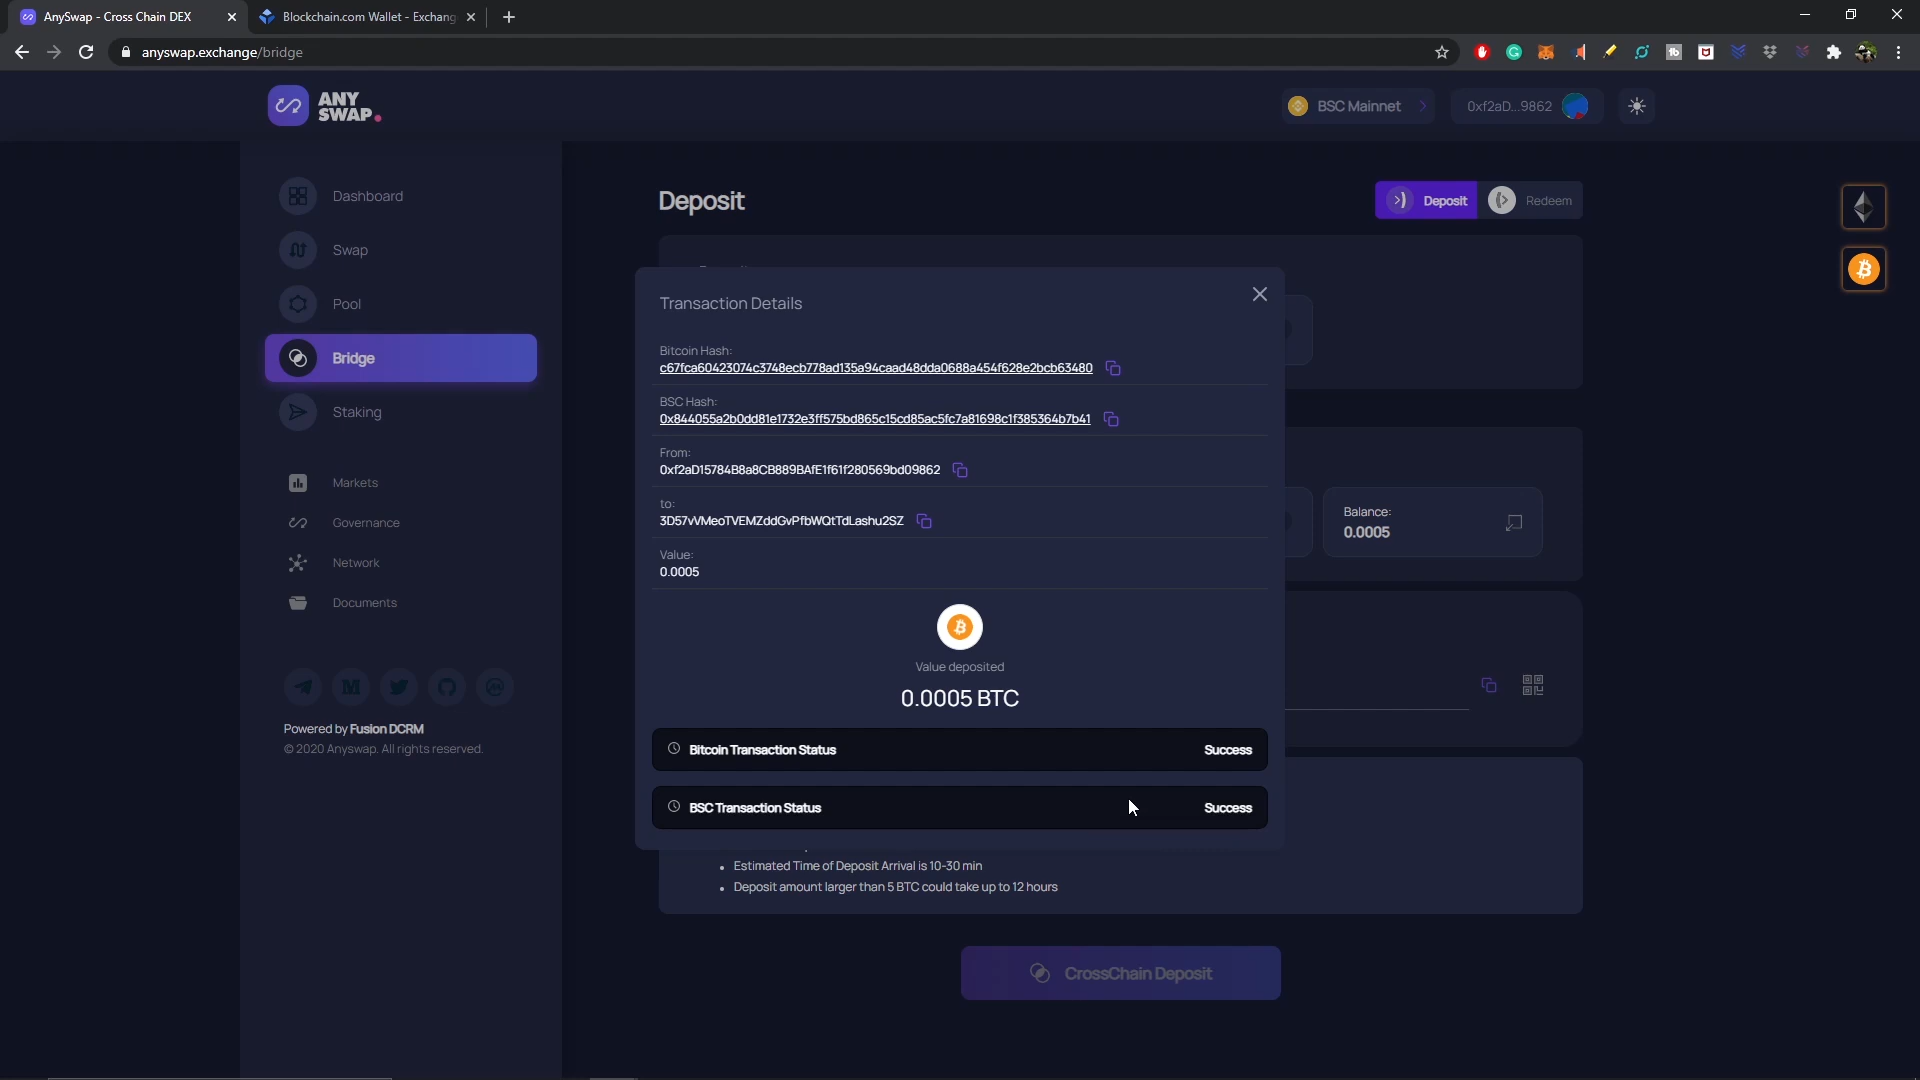 AnySwap - Cross Chain DEX
Blockchain.com Wallet - Exchang
anyswap.exchange/bridge
ANY
SWAP.
BSC Mainnet
0xf2aD...9862
Dashboard
Swap
Pool
Bridge
Staking
Markets
Governance
Network
Documents
Powered by Fusion DCRM
© 2020 Anyswap. All rights reserved.
Deposit
Deposit
Redeem
Transaction Details
Bitcoin Hash:
c67fca60423074c3748ecb778ad135a94caad48dda0688a454f628e2bcb63480
BSC Hash:
0x844055a2b0dd81e1732e3ff575bd865c15cd85ac5fc7a81698c1f385364b7b41
From:
0xf2aD15784B8a8CB889BAfE1f61f280569bd09862
to:
3D57vVMeoTVEMZddGvPfbWQtTdLashu2SZ
Value:
0.0005
Value deposited
0.0005 BTC
Bitcoin Transaction Status
Success
BSC Transaction Status
Success
Balance:
0.0005
Estimated Time of Deposit Arrival is 10-30 min
Deposit amount larger than 5 BTC could take up to 12 hours
CrossChain Deposit